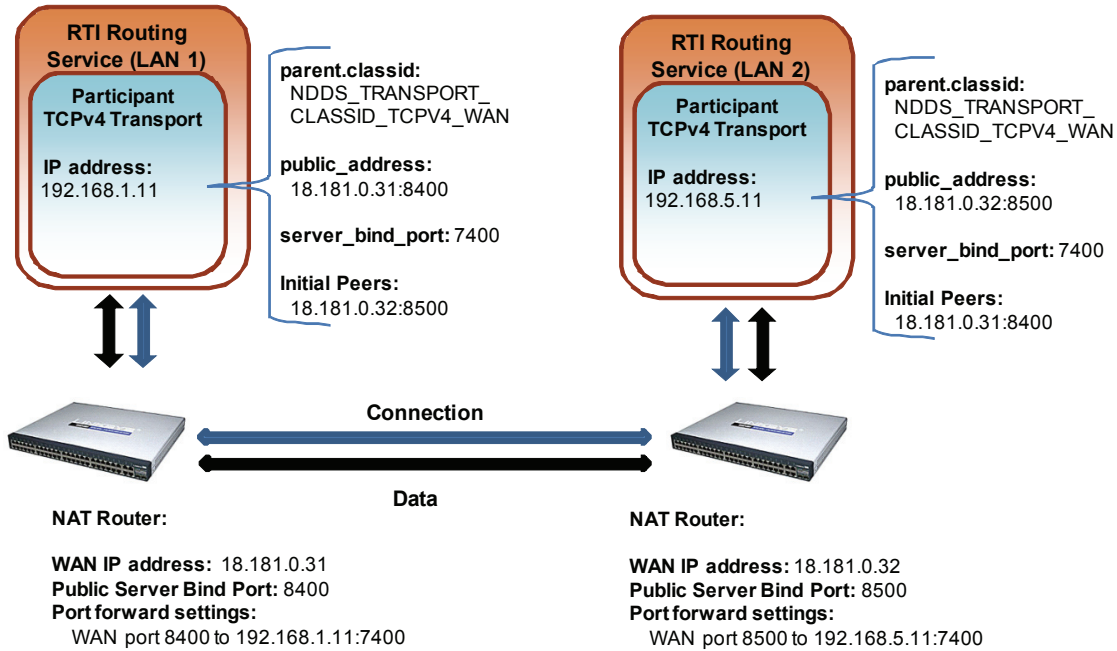 RTI Routing
Service (LAN 1)
Participant
TCPv4 Transport
IP address:
192.168.1.11
parent.classid:
NDDS_TRANSPORT_
CLASSID_TCPV4_WAN
public_address:
18.181.0.31:8400
server_bind_port: 7400
Initial Peers:
18.181.0.32:8500
RTI Routing
Service (LAN 2)
Participant
TCPv4 Transport
IP address:
192.168.5.11
parent.classid:
NDDS_TRANSPORT_
CLASSID_TCPV4_WAN
public_address:
18.181.0.32:8500
server_bind_port: 7400
Initial Peers:
18.181.0.31:8400
Connection
Data
NAT Router:
WAN IP address: 18.181.0.31
Public Server Bind Port: 8400
Port forward settings:
WAN port 8400 to 192.168.1.11:7400
NAT Router:
WAN IP address: 18.181.0.32
Public Server Bind Port: 8500
Port forward settings:
WAN port 8500 to 192.168.5.11:7400